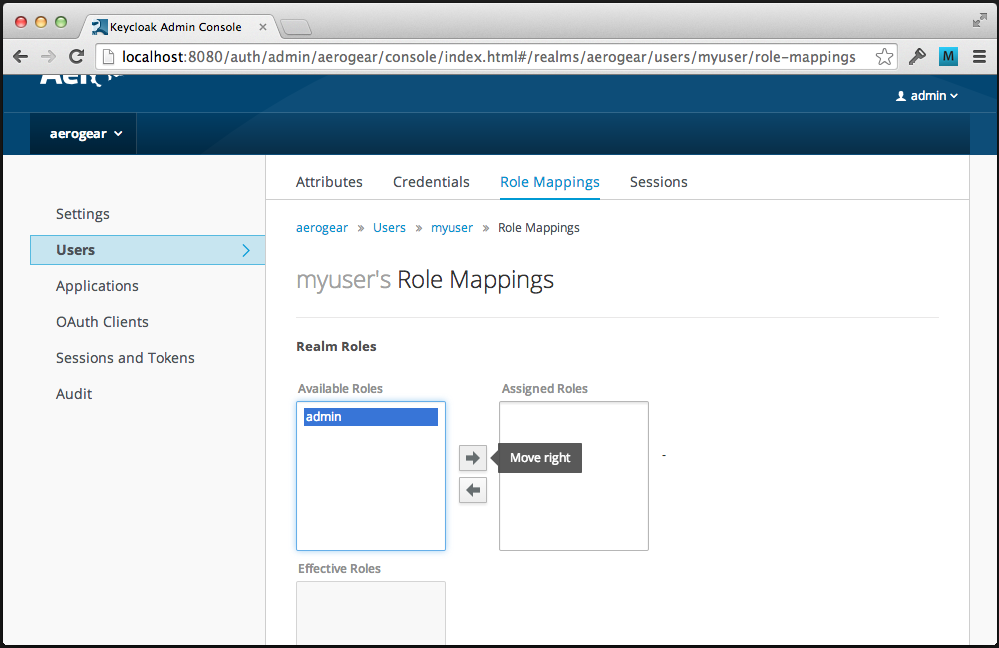 Keycloak Admin Console
localhost:8080/auth/admin/aerogear/console/index.html#/realms/aerogear/users/myuser/role-mappings
M
admin
aerogear
Attributes Credentials Role Mappings Sessions
Settings
Users
Applications
OAuth Clients
Sessions and Tokens
Audit
aerogear » Users » myuser » Role Mappings
myuser's Role Mappings
Realm Roles
Available Roles Assigned Roles
admin
Move right
-
Effective Roles